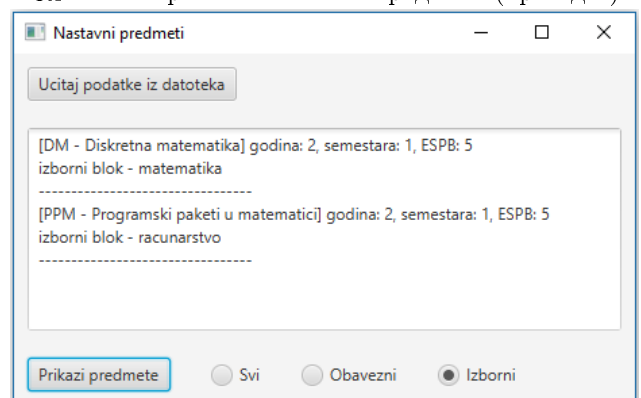 Nastavni predmeti
Ucitaj podatke iz datoteka
[DM - Diskretna matematika] godina: 2, semestara: 1, ESPB: 5
izborni blok - matematika
---------------------------------
[PPM - Programski paketi u matematici] godina: 2, semestara: 1, ESPB: 5
izborni blok - racunarstvo
---------------------------------
Prikazi predmete Svi Obavezni Izborni